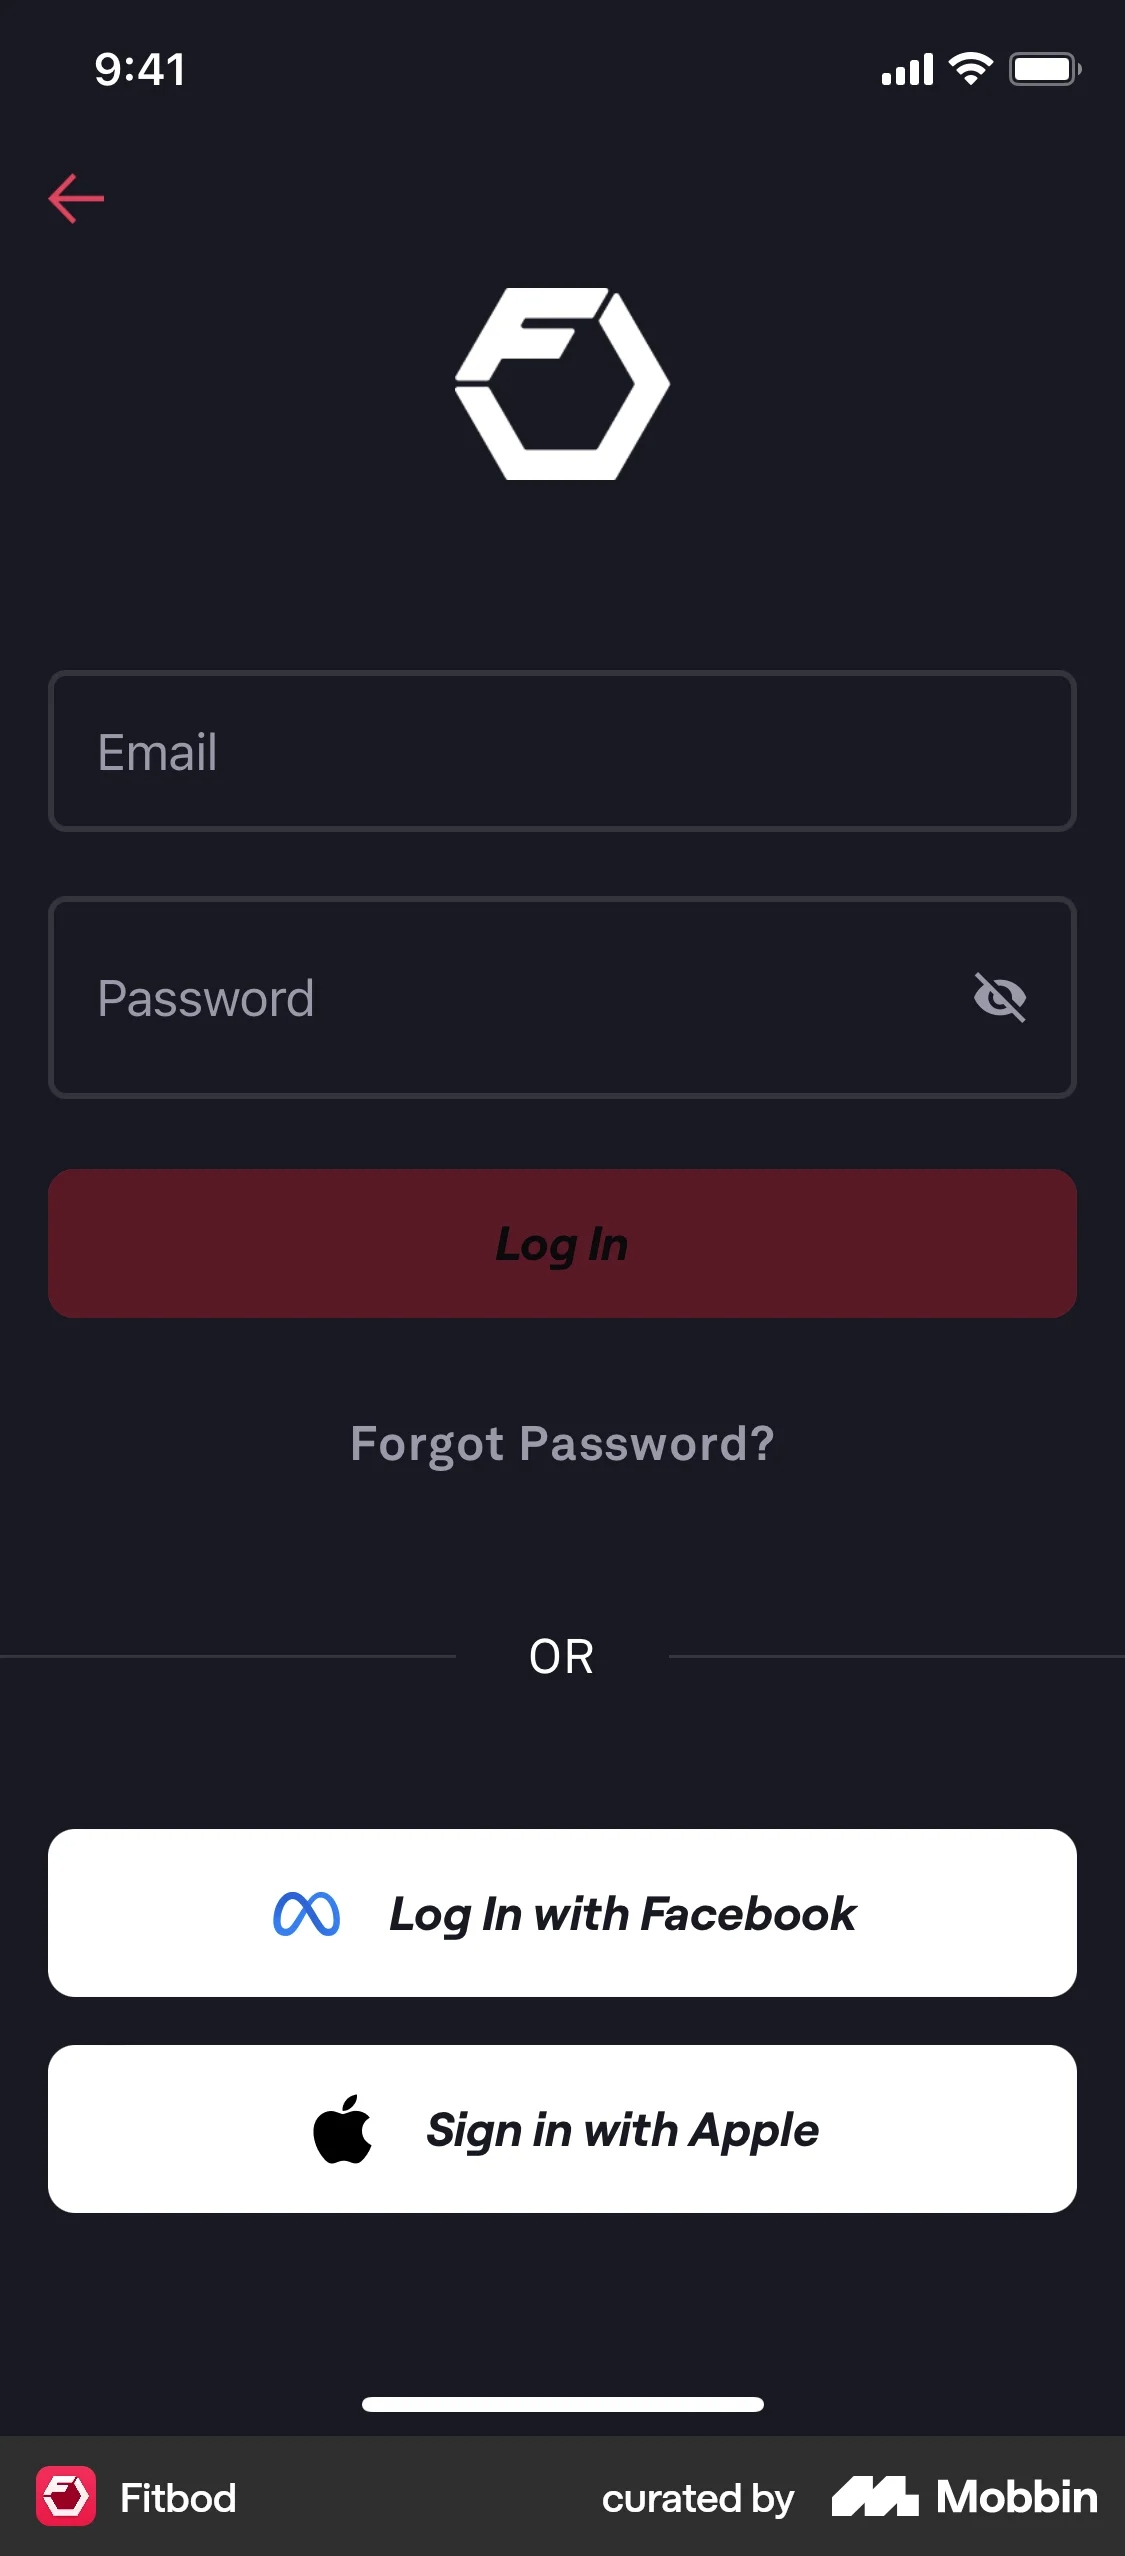 9:41
Email
Password
Log In
Forgot Password?
OR
Log In with Facebook
Sign in with Apple
Fitbod
curated by Mobbin